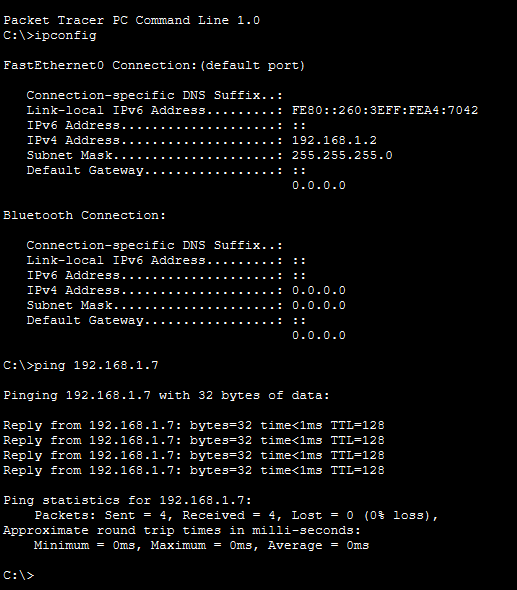 Packet Tracer PC Command Line 1.0
C:\>ipconfig
FastEthernet0 Connection:(default port)
Connection-specific DNS Suffix..:
Link-local IPv6 Address.........: FE80::260:3EFF:FEA4:7042
IPv6 Address....................: ::
IPv4 Address....................: 192.168.1.2
Subnet Mask.....................: 255.255.255.0
Default Gateway.................: ::
0.0.0.0
Bluetooth Connection:
Connection-specific DNS Suffix..:
Link-local IPv6 Address.........: ::
IPv6 Address....................: ::
IPv4 Address....................: 0.0.0.0
Subnet Mask.....................: 0.0.0.0
Default Gateway.................: ::
0.0.0.0
C:\>ping 192.168.1.7
Pinging 192.168.1.7 with 32 bytes of data:
Reply from 192.168.1.7: bytes=32 time<1ms TTL=128
Reply from 192.168.1.7: bytes=32 time<1ms TTL=128
Reply from 192.168.1.7: bytes=32 time<1ms TTL=128
Reply from 192.168.1.7: bytes=32 time<1ms TTL=128
Ping statistics for 192.168.1.7:
Packets: Sent = 4, Received = 4, Lost = 0 (0% loss),
Approximate round trip times in milli-seconds:
Minimum = 0ms, Maximum = 0ms, Average = 0ms
C:\>